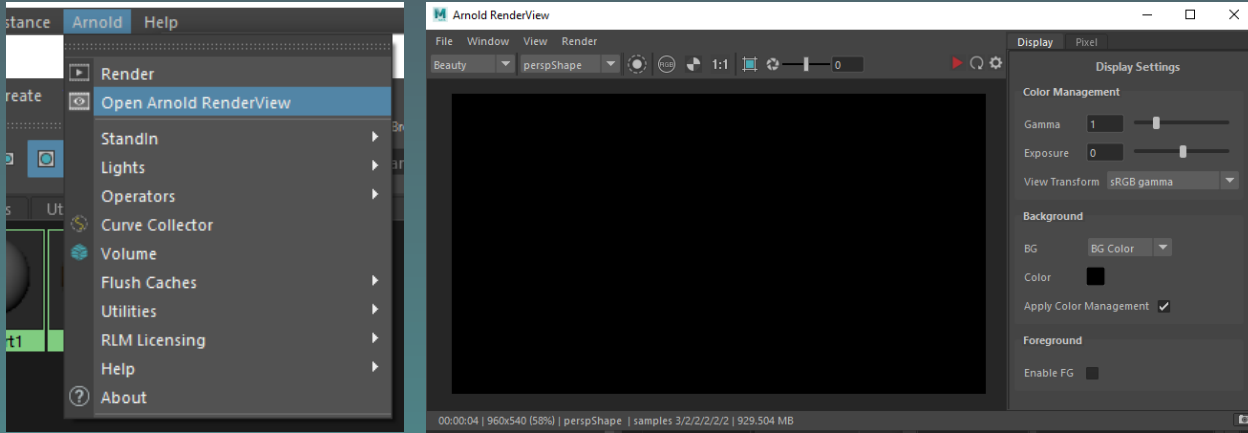 stance Arnold Help
Render
Open Arnold RenderView
reate
StandIn
Lights
Operators
s Ut
Curve Collector
Volume
Flush Caches
Utilities
rt1
RLM Licensing
Help
About
Arnold RenderView
File Window View Render
Beauty perspShape RGB 1:1 0
Display Pixel
Display Settings
Color Management
Gamma 1
Exposure 0
View Transform sRGB gamma
Background
BG BG Color
Color
Apply Color Management
Foreground
Enable FG
00:00:04 | 960x540 (58%) | perspShape | samples 3/2/2/2/2/2 | 929.504 MB